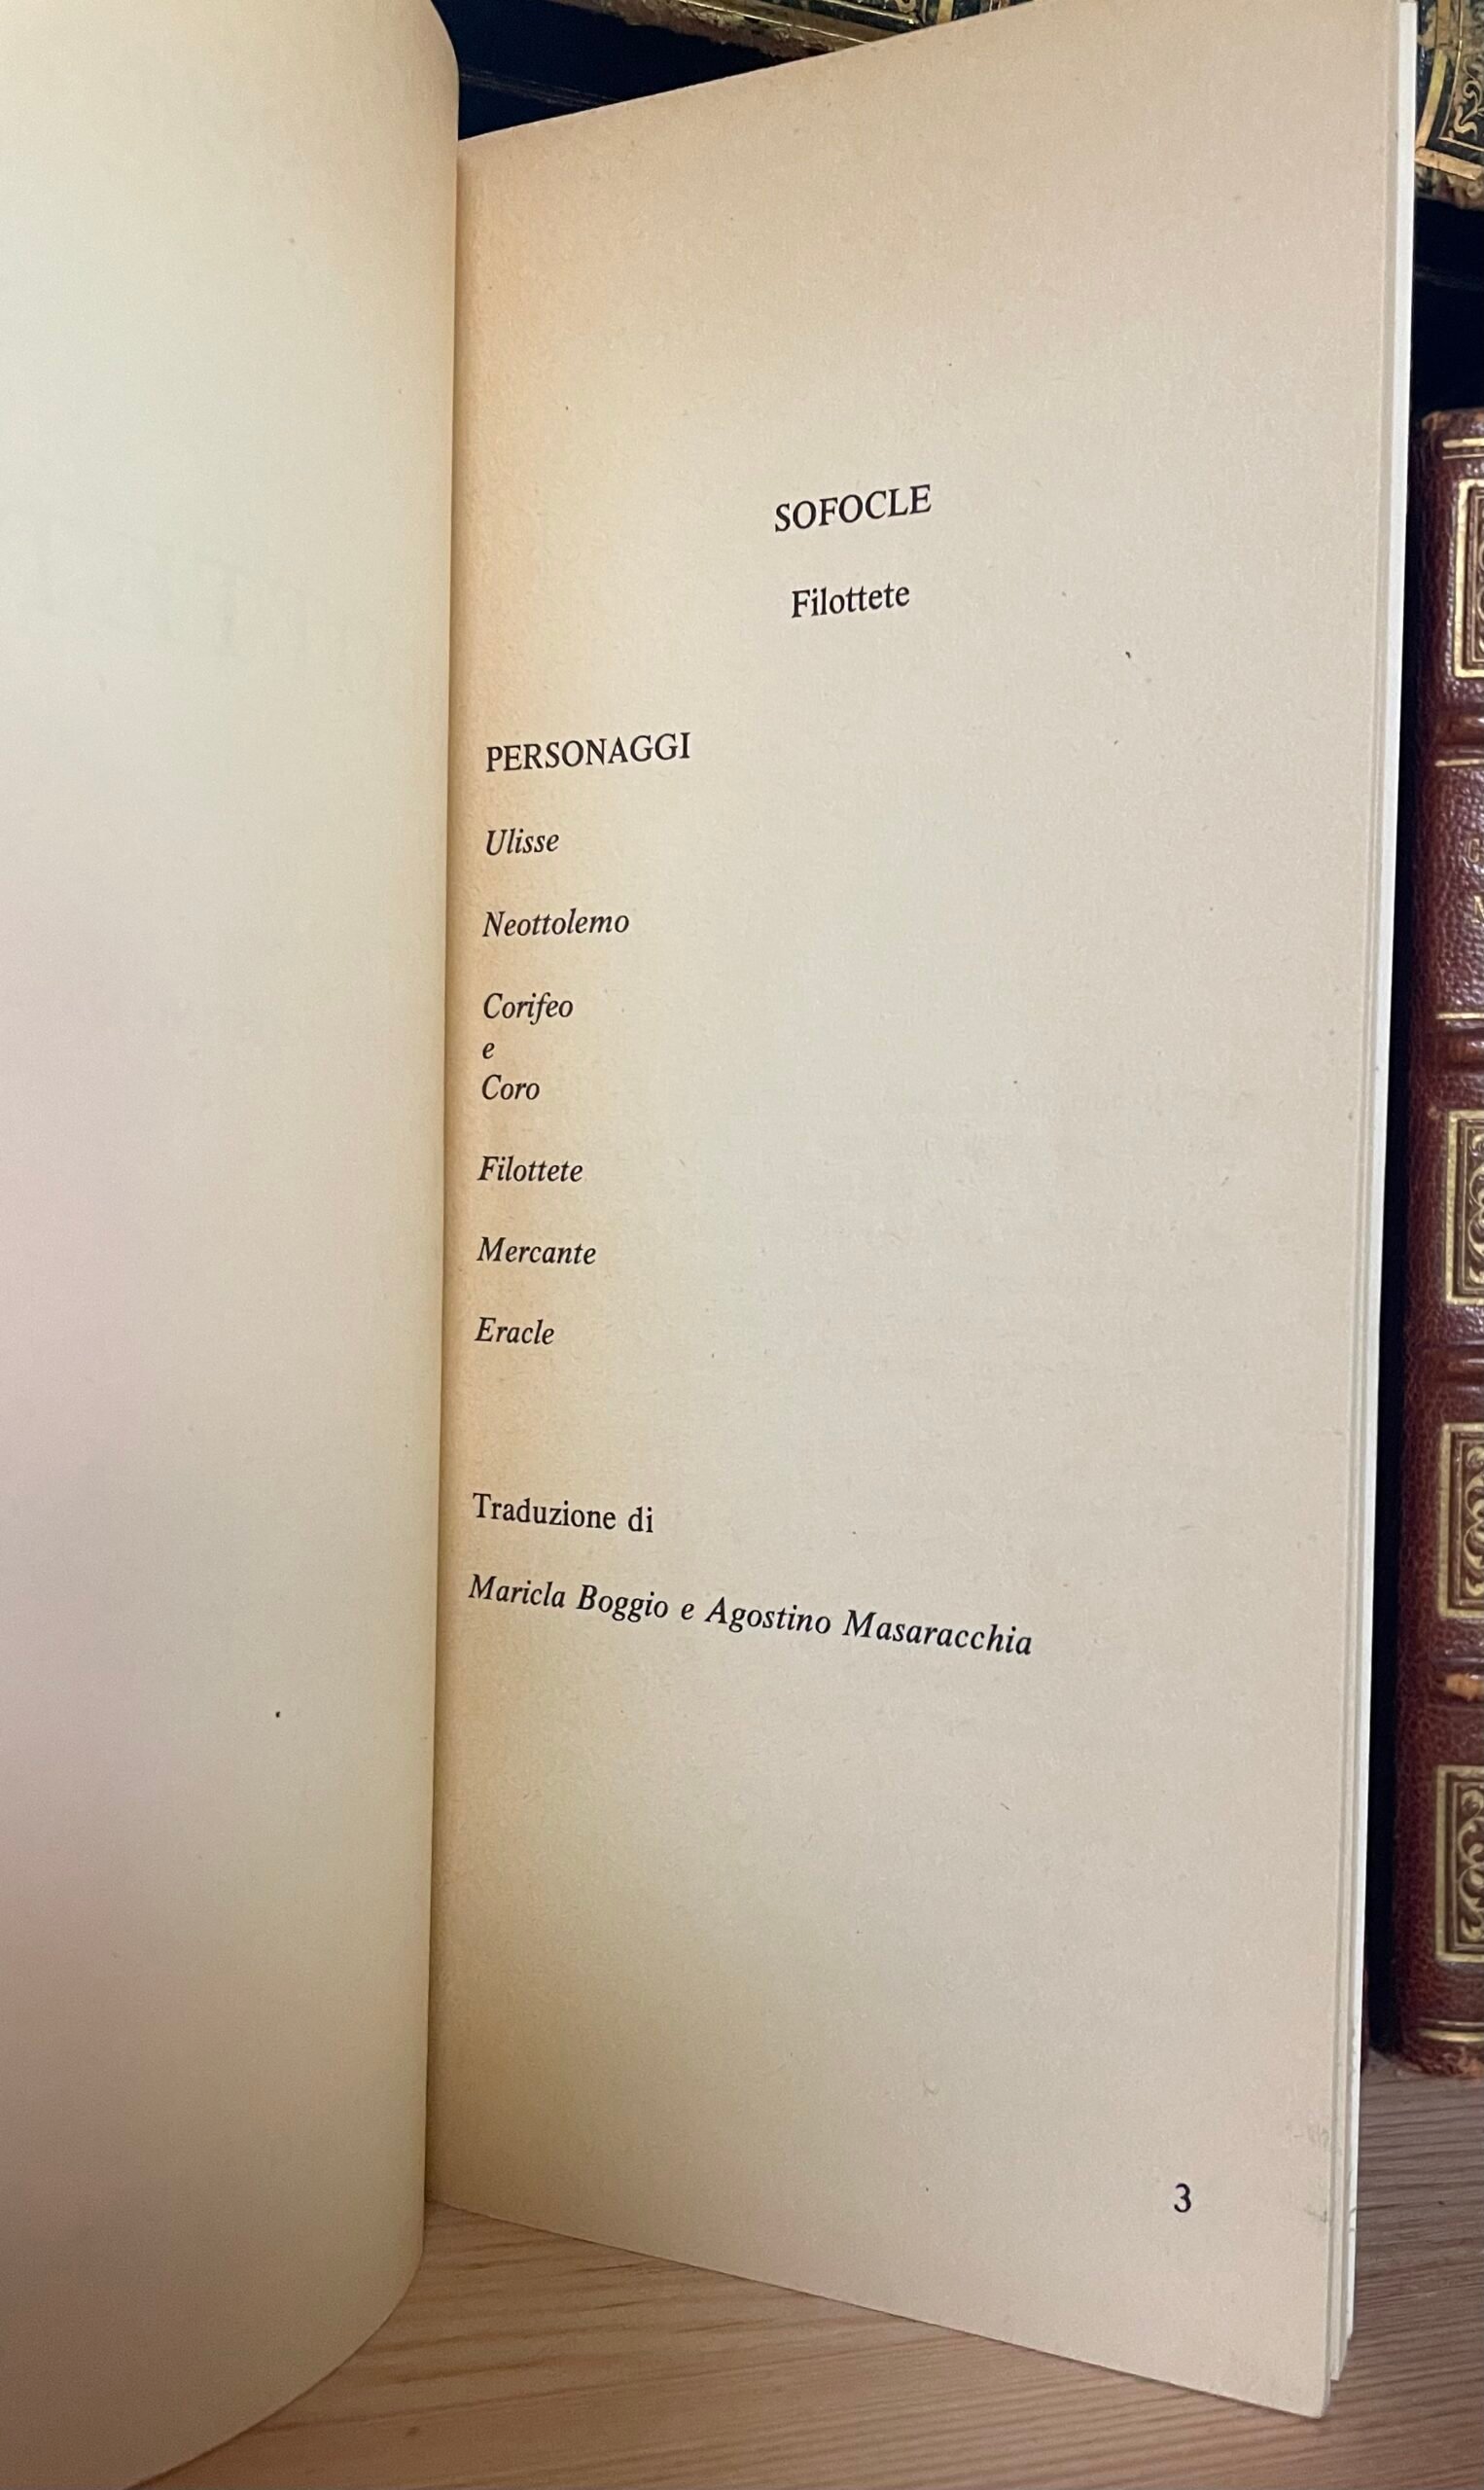 SOFOCLE
Filottete
PERSONAGGI
Ulisse
Neottolemo
Corifeo
e
Coro
Filottete
Mercante
Eracle
Traduzione di
Maricla Boggio e Agostino Masaracchia
3